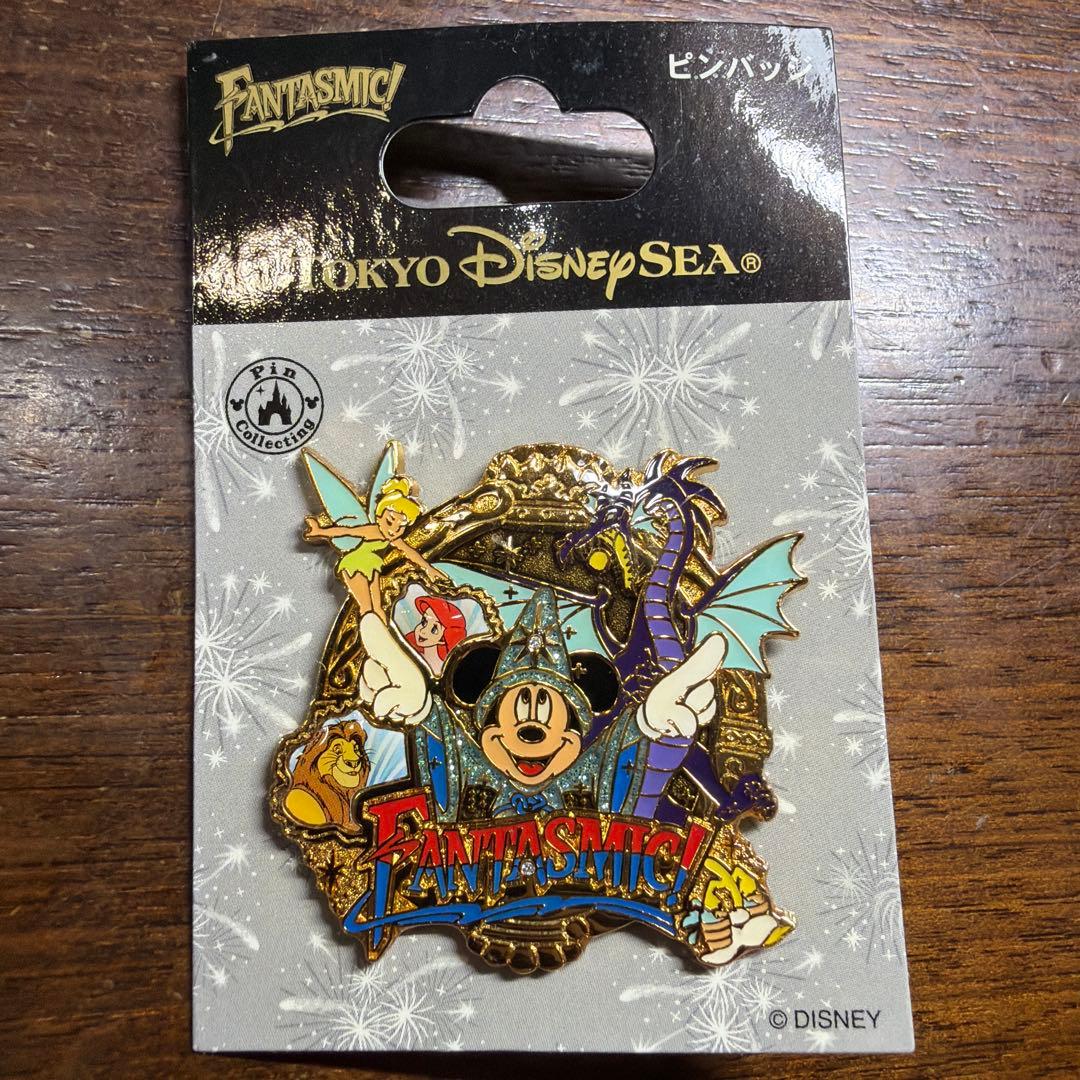 FANTASMIC!
ピンバッジ
TOKYO DISNEYSEA®
Pin
Collecting
FANTASMIC!
© DISNEY